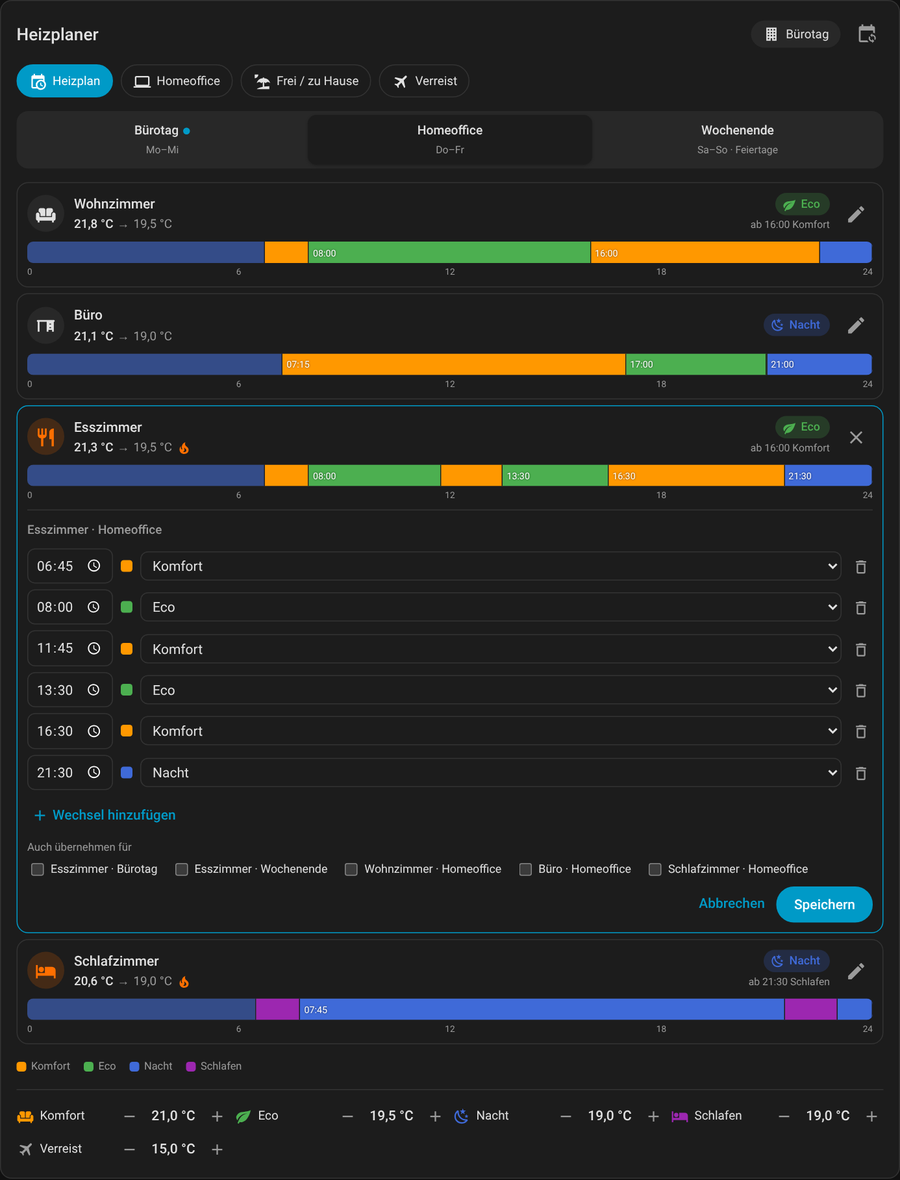 Heizplaner
Bürotag
Heizplan Homeoffice Frei / zu Hause Verreist
Bürotag Homeoffice Wochenende
Mo–Mi Do–Fr Sa–So · Feiertage
Wohnzimmer Eco
21,8 °C → 19,5 °C ab 16:00 Komfort
08:00 16:00
0 6 12 18 24
Büro
21,1 °C → 19,0 °C Nacht
07:15 17:00 21:00
0 6 12 18 24
Esszimmer Eco
21,3 °C → 19,5 °C ab 16:00 Komfort
08:00 13:30 16:30 21:30
0 6 12 18 24
Esszimmer · Homeoffice
06:45 Komfort
08:00 Eco
11:45 Komfort
13:30 Eco
16:30 Komfort
21:30 Nacht
+ Wechsel hinzufügen
Auch übernehmen für
Esszimmer · Bürotag Esszimmer · Wochenende Wohnzimmer · Homeoffice Büro · Homeoffice Schlafzimmer · Homeoffice
Abbrechen Speichern
Schlafzimmer Nacht
20,6 °C → 19,0 °C ab 21:30 Schlafen
07:45
0 6 12 18 24
Komfort Eco Nacht Schlafen
Komfort − 21,0 °C + Eco − 19,5 °C + Nacht − 19,0 °C + Schlafen − 19,0 °C +
Verreist − 15,0 °C +